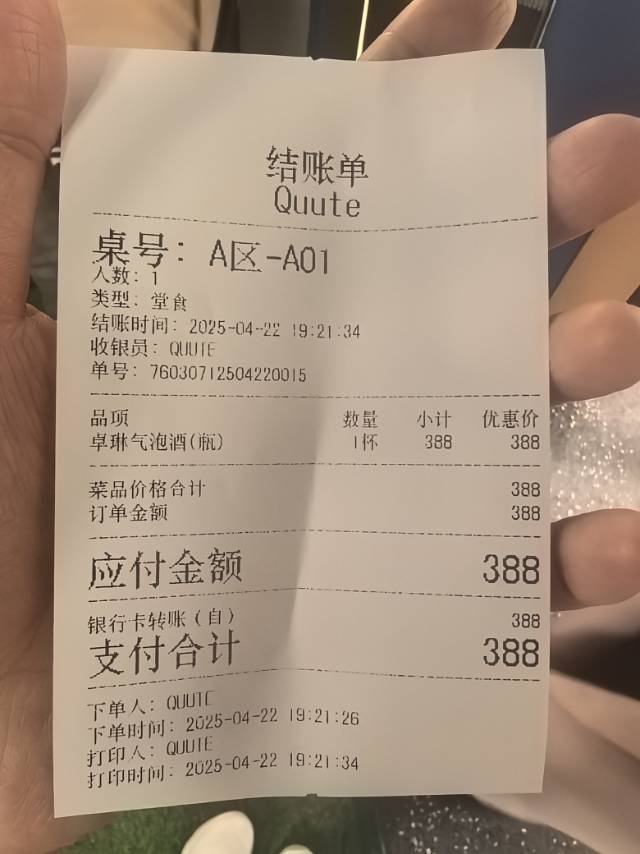 结账单
Quute
桌号: A区-A01
人数: 1
类型: 堂食
结账时间: 2025-04-22 19:21:34
收银员: QUUTE
单号: 76030712504220015
品项 数量 小计 优惠价
卓琳气泡酒(瓶) 1杯 388 388
菜品价格合计 388
订单金额 388
应付金额 388
银行卡转账(自) 388
支付合计 388
下单人: QUUTE
下单时间: 2025-04-22 19:21:26
打印人: QUUTE
打印时间: 2025-04-22 19:21:34